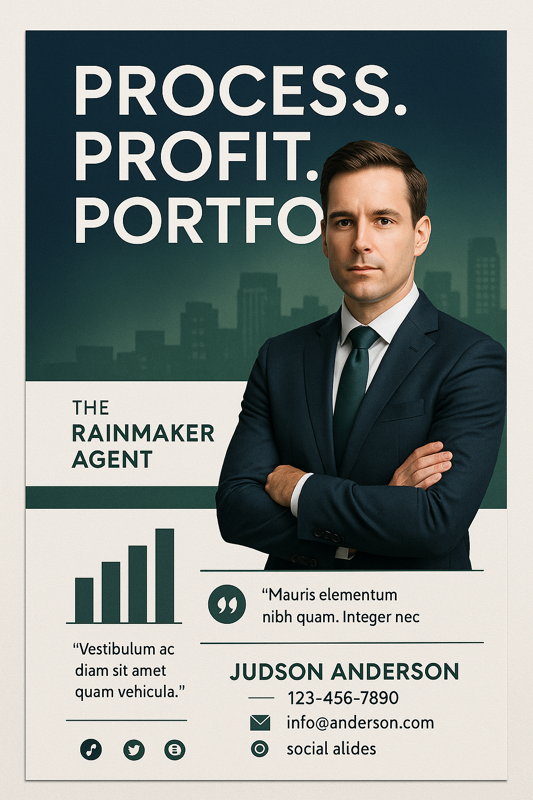 PROCESS.
PROFIT.
PORTFO
THE
RAINMAKER
AGENT
“Mauris elementum
nibh quam. Integer nec
“Vestibulum ac
diam sit amet
quam vehicula.”
JUDSON ANDERSON
123-456-7890
info@anderson.com
social alides